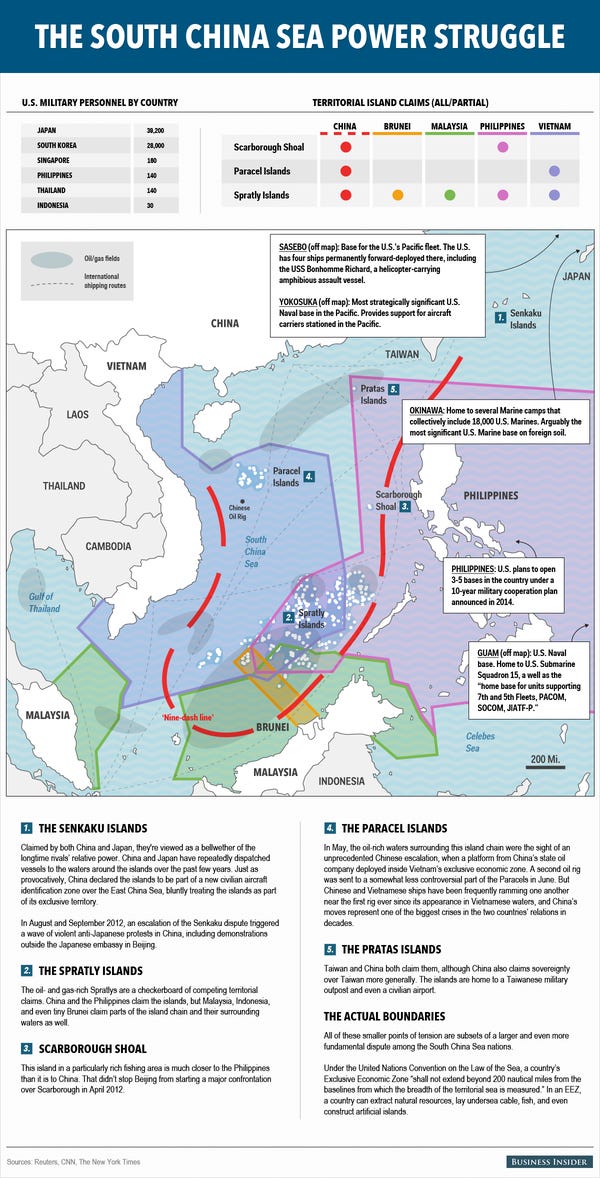 THE SOUTH CHINA SEA POWER STRUGGLE
U.S. MILITARY PERSONNEL BY COUNTRY
JAPAN 39,200
SOUTH KOREA 28,000
SINGAPORE 180
PHILIPPINES 140
THAILAND 140
INDONESIA 30
TERRITORIAL ISLAND CLAIMS (ALL/PARTIAL)
CHINA BRUNEI MALAYSIA PHILIPPINES VIETNAM
Scarborough Shoal
Paracel Islands
Spratly Islands
Oil/gas fields
International
shipping routes
SASEBO (off map): Base for the U.S.'s Pacific fleet. The U.S.
has four ships permanently forward-deployed there, including
the USS Bonhomme Richard, a helicopter-carrying
amphibious assault vessel.
YOKOSUKA (off map): Most strategically significant U.S.
Naval base in the Pacific. Provides support for aircraft
carriers stationed in the Pacific.
JAPAN
1. Senkaku
Islands
CHINA
TAIWAN
VIETNAM
Pratas 5.
Islands
LAOS
OKINAWA: Home to several Marine camps that
collectively include 18,000 U.S. Marines. Arguably the
most significant U.S. Marine base on foreign soil.
THAILAND
Paracel
Islands 4.
Chinese
Oil Rig
Scarborough
Shoal 3.
PHILIPPINES
CAMBODIA
South
China
Sea
PHILIPPINES: U.S. plans to open
3-5 bases in the country under a
10-year military cooperation plan
announced in 2014.
Gulf of
Thailand
2. Spratly
Islands
GUAM (off map): U.S. Naval
base. Home to U.S. Submarine
Squadron 15, a well as the
"home base for units supporting
7th and 5th Fleets, PACOM,
SOCOM, JIATF-P."
MALAYSIA
'Nine-dash line'
BRUNEI
Celebes
Sea
200 Mi.
MALAYSIA
INDONESIA
1. THE SENKAKU ISLANDS
Claimed by both China and Japan, they're viewed as a bellwether of the
longtime rivals' relative power. China and Japan have repeatedly dispatched
vessels to the waters around the islands over the past few years. Just as
provocatively, China declared the islands to be part of a new civilian aircraft
identification zone over the East China Sea, bluntly treating the islands as part
of its exclusive territory.
In August and September 2012, an escalation of the Senkaku dispute triggered
a wave of violent anti-Japanese protests in China, including demonstrations
outside the Japanese embassy in Beijing.
2. THE SPRATLY ISLANDS
The oil- and gas-rich Spratlys are a checkerboard of competing territorial
claims. China and the Philippines claim the islands, but Malaysia, Indonesia,
and even tiny Brunei claim parts of the island chain and their surrounding
waters as well.
3. SCARBOROUGH SHOAL
This island in a particularly rich fishing area is much closer to the Philippines
than it is to China. That didn't stop Beijing from starting a major confrontation
over Scarborough in April 2012.
4. THE PARACEL ISLANDS
In May, the oil-rich waters surrounding this island chain were the sight of an
unprecedented Chinese escalation, when a platform from China's state oil
company deployed inside Vietnam's exclusive economic zone. A second oil rig
was sent to a somewhat less controversial part of the Paracels in June. But
Chinese and Vietnamese ships have been frequently ramming one another
near the first rig ever since its appearance in Vietnamese waters, and China's
moves represent one of the biggest crises in the two countries' relations in
decades.
5. THE PRATAS ISLANDS
Taiwan and China both claim them, although China also claims sovereignty
over Taiwan more generally. The islands are home to a Taiwanese military
outpost and even a civilian airport.
THE ACTUAL BOUNDARIES
All of these smaller points of tension are subsets of a larger and even more
fundamental dispute among the South China Sea nations.
Under the United Nations Convention on the Law of the Sea, a country's
Exclusive Economic Zone "shall not extend beyond 200 nautical miles from the
baselines from which the breadth of the territorial sea is measured." In an EEZ,
a country can extract natural resources, lay undersea cable, fish, and even
construct artificial islands.
Sources: Reuters, CNN, The New York Times
BUSINESS INSIDER